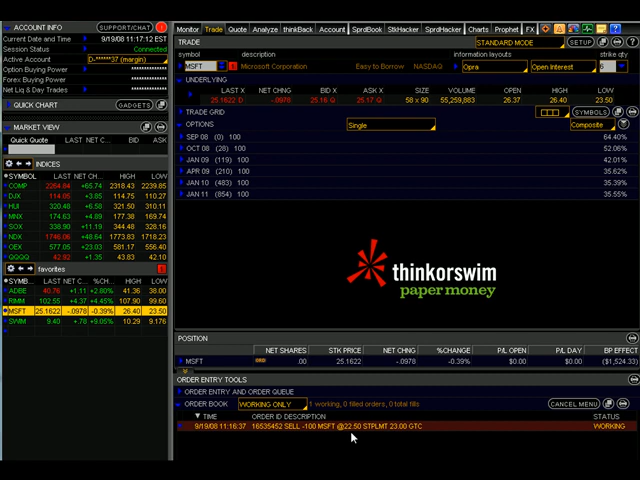 ACCOUNT INFO SUPPORT/CHAT
Current Date and Time 9/19/08 11:17:12 EST
Session Status Connected
Active Account D-******37 (margin)
Option Buying Power ******************
Forex Buying Power ******************
Net Liq & Day Trades ******************
QUICK CHART GADGETS
MARKET VIEW
Quick Quote LAST NET C... BID ASK
INDICES
SYMBOL LAST NET C... HIGH LOW
COMP 2264.84 +65.74 2318.43 2239.85
DJX 114.05 +3.85 114.75 110.27
HUI 320.48 +6.58 321.50 310.11
MNX 174.63 +4.89 177.38 169.74
SOX 338.90 +11.19 344.48 328.16
NDX 1746.06 +48.64 1773.83 1718.23
OEX 577.05 +23.03 581.17 556.40
QQQQ 42.92 +1.35 43.83 42.10
favorites
SYMB... LAST NET C... %CH... HIGH LOW
ADBE 40.76 +1.11 +2.80% 41.36 38.00
RIMM 102.55 +4.37 +4.45% 107.90 99.60
MSFT 25.1622 -.0978 -0.39% 26.40 23.50
SWIM 9.40 +.78 +9.05% 10.29 9.176
Monitor Trade Quote Analyze thinkBack Account SprdBook StkHacker SprdHacker Charts Prophet FX
TRADE STANDARD MODE SETUP
symbol description information layouts strike qty
MSFT Microsoft Corporation Easy to Borrow NASDAQ Opra Open Interest 6
UNDERLYING
LAST X NET CHNG BID X ASK X SIZE VOLUME OPEN HIGH LOW
25.1622 D -.0978 25.16 Q 25.17 Q 58 x 90 55,259,883 26.37 26.40 23.50
TRADE GRID SYMBOLS
OPTIONS Single Composite
SEP 08 (0) 100 64.40%
OCT 08 (28) 100 52.06%
JAN 09 (119) 100 42.01%
APR 09 (210) 100 35.62%
JAN 10 (483) 100 35.39%
JAN 11 (854) 100 35.55%
thinkorswim
paper money
POSITION
NET SHARES STK PRICE NET CHNG %CHANGE P/L OPEN P/L DAY BP EFFECT
MSFT .00 25.1622 -.0978 -0.39% ($1,524.33)
ORDER ENTRY TOOLS
ORDER ENTRY AND ORDER QUEUE
ORDER BOOK WORKING ONLY 1 working, 0 filled orders, 0 total fills CANCEL MENU
TIME ORDER ID DESCRIPTION STATUS
9/19/08 11:16:37 16535452 SELL -100 MSFT @22.50 STPLMT 23.00 GTC WORKING